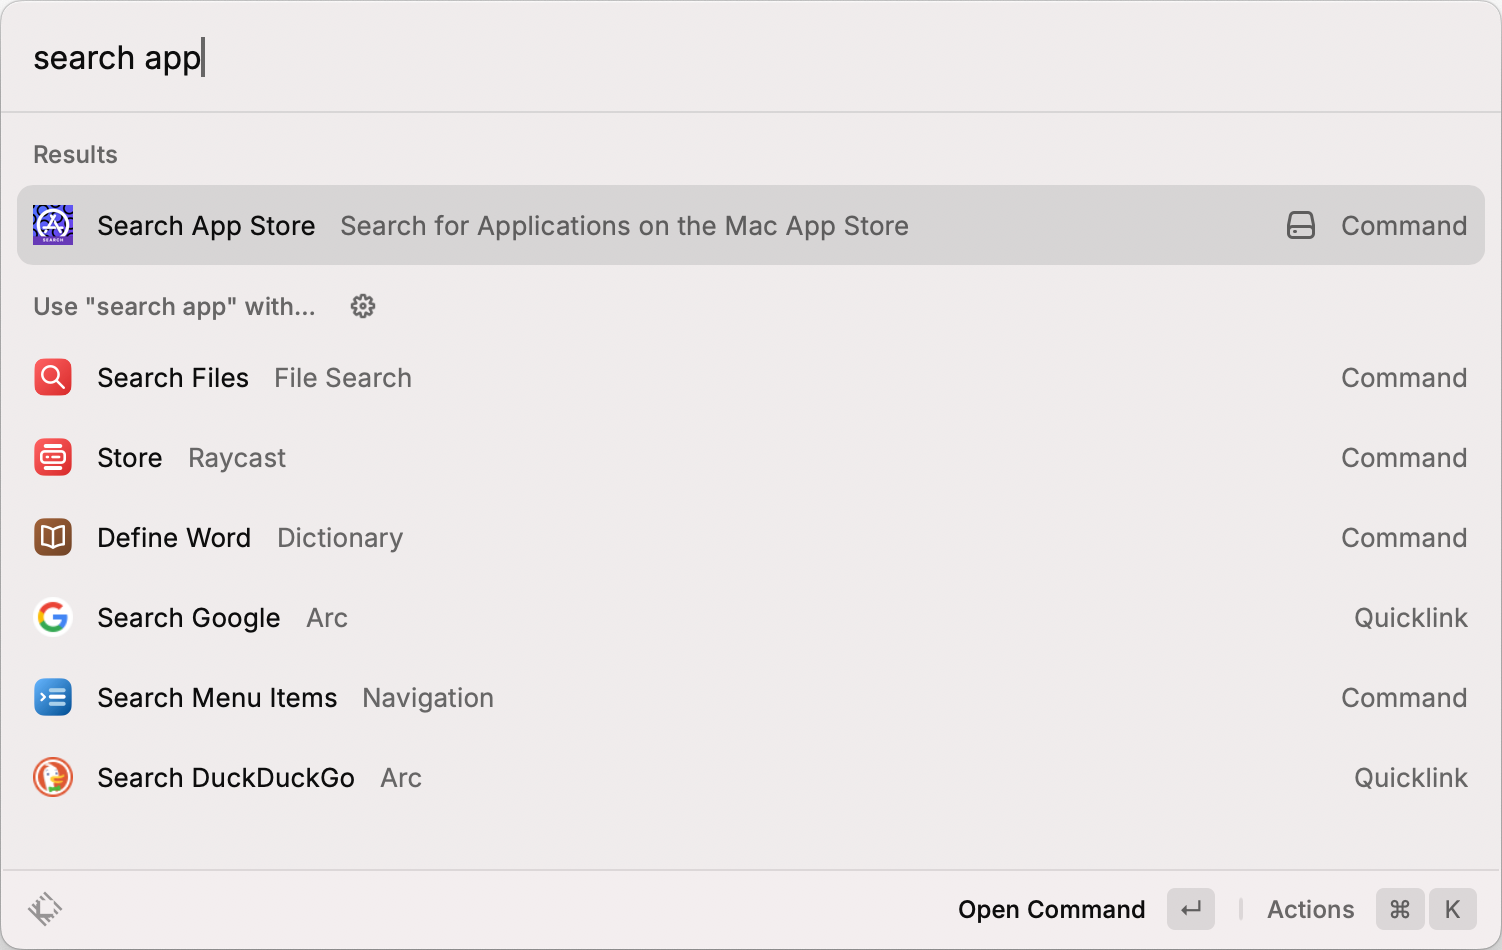 search app
Results
Search App Store Search for Applications on the Mac App Store Command
Use "search app" with...
Search Files File Search Command
Store Raycast Command
Define Word Dictionary Command
Search Google Arc Quicklink
Search Menu Items Navigation Command
Search DuckDuckGo Arc Quicklink
Open Command ↵ Actions ⌘ K